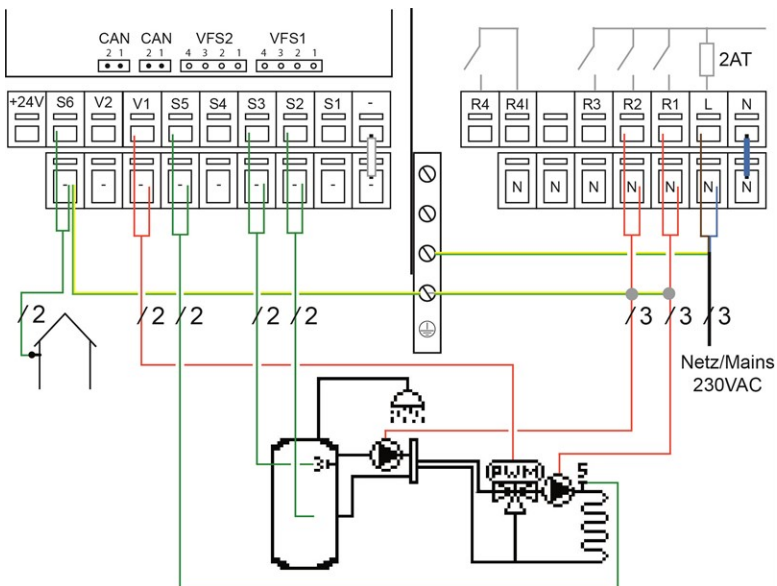 CAN CAN VFS2 VFS1
2 1 2 1 4 3 2 1 4 3 2 1
2AT
+24V S6 V2 V1 S5 S4 S3 S2 S1 -
R4 R4I R3 R2 R1 L N
- - - - - - - - -
N N N N N N N
/2 /2 /2 /2 /2 /3 /3 /3
Netz/Mains
230VAC
3
PWM
5